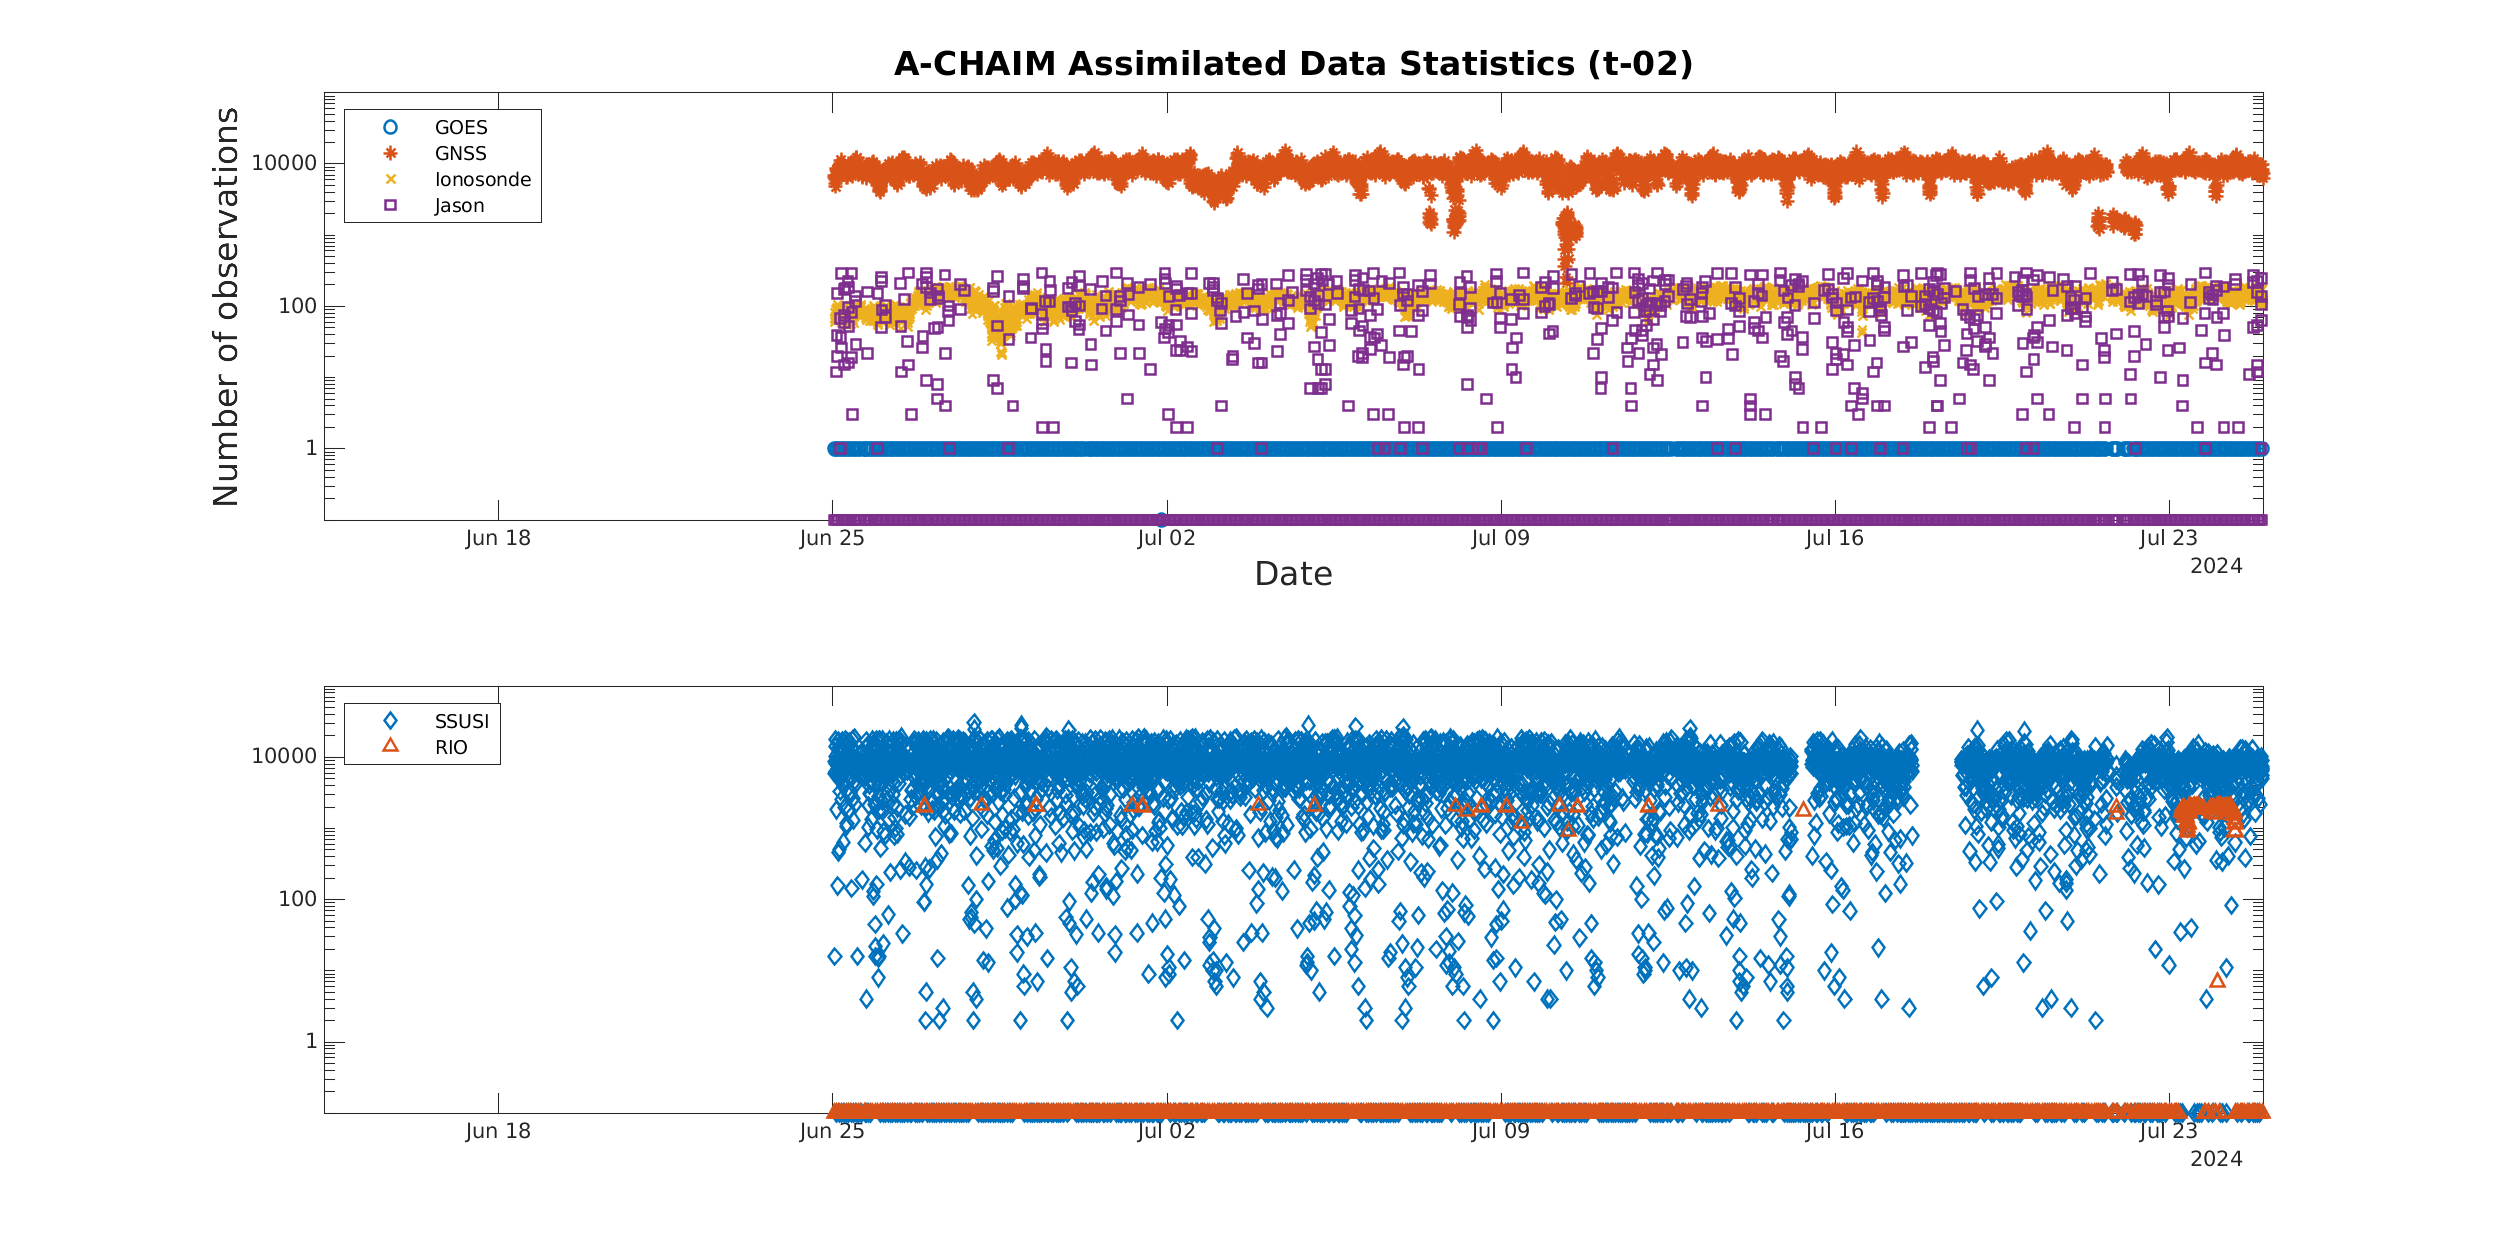 A-CHAIM Assimilated Data Statistics (t-02)
Number of observations
10000
100
1
GOES
GNSS
Ionosonde
Jason
Jun 18
Jun 25
Jul 02
Jul 09
Jul 16
Jul 23
2024
Date
10000
100
1
SSUSI
RIO
Jun 18
Jun 25
Jul 02
Jul 09
Jul 16
Jul 23
2024